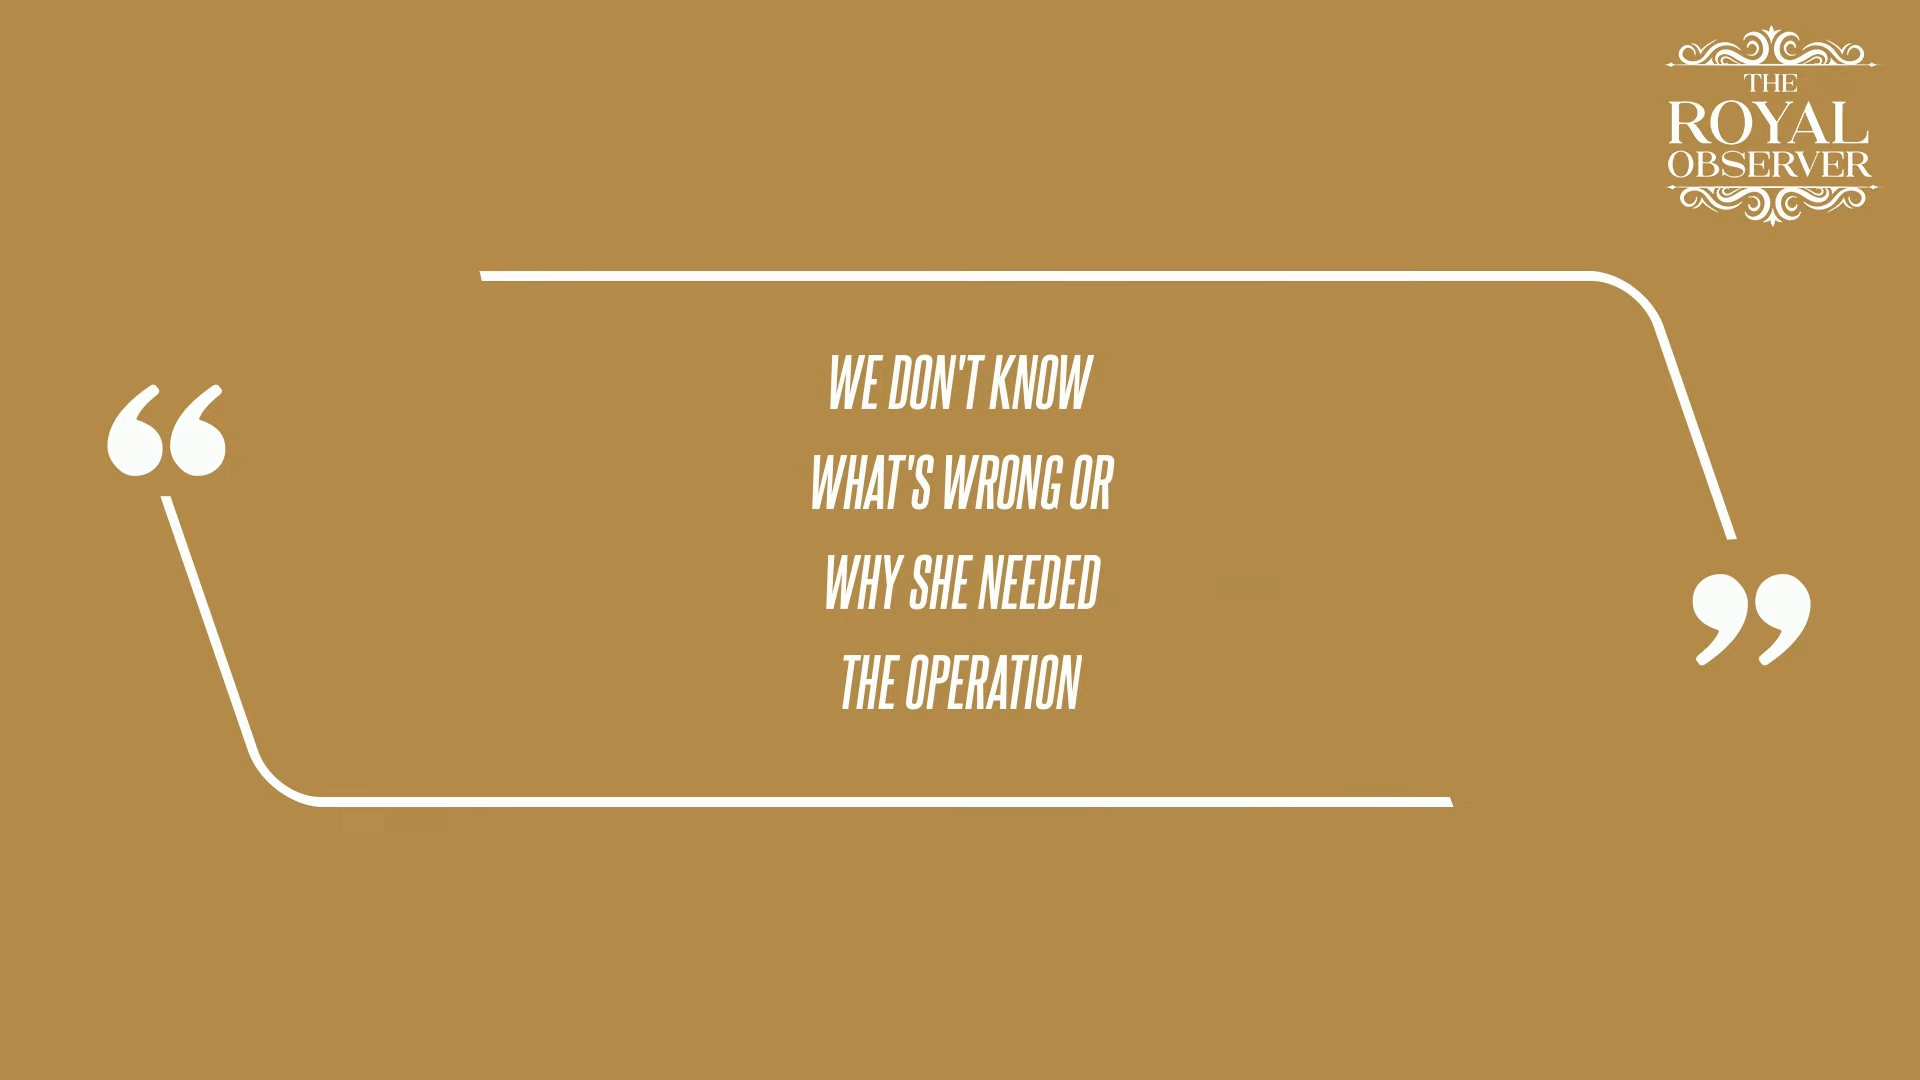 THE
ROYAL
OBSERVER
“
WE DON'T KNOW
WHAT'S WRONG OR
WHY SHE NEEDED
THE OPERATION
”